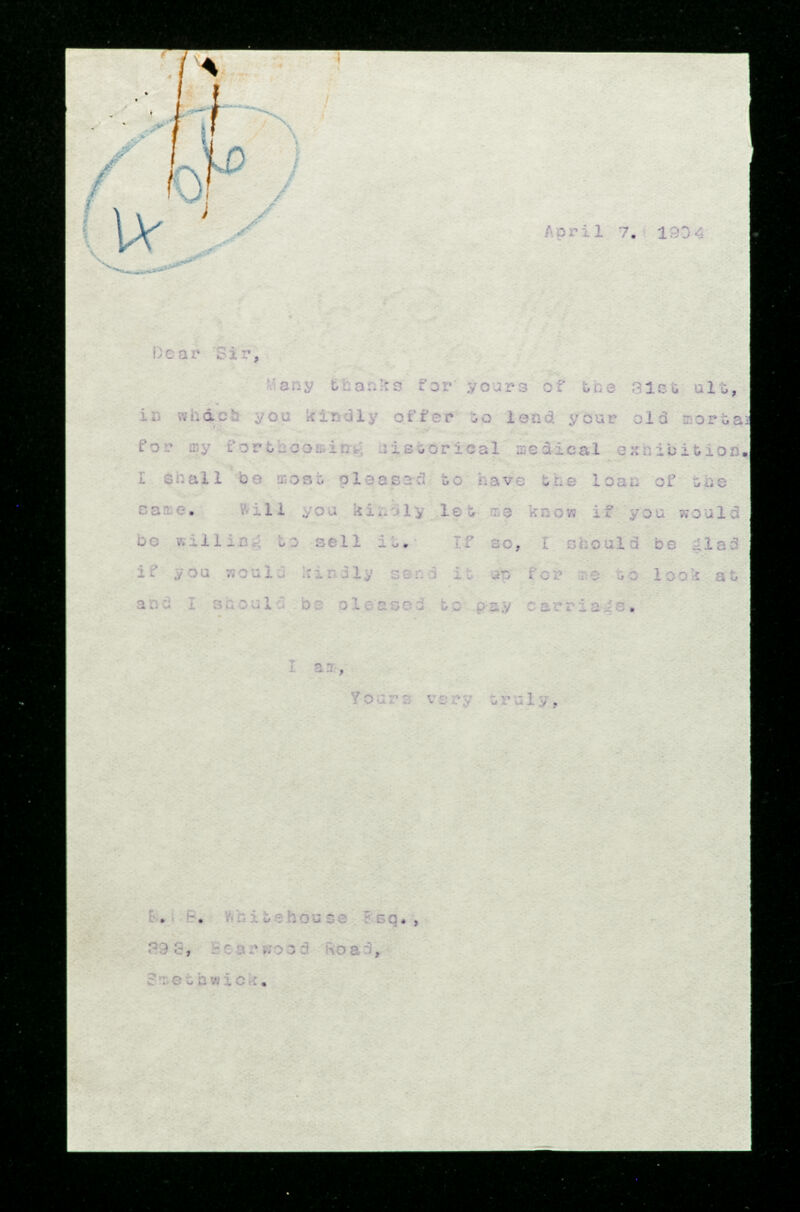 406
April 7. 1904
Dear Sir,
Many thanks for yours of the 31st ult,
in which you kindly offer to lend your old mortar
for my forthcoming historical medical exhibition.
I shall be most pleased to have the loan of the
same. Will you kindly let me know if you would
be willing to sell it. If so, I should be glad
if you would kindly send it up for me to look at
and I should be pleased to pay carriage.
I am,
Yours very truly,
Whitehouse Esq.,
Bearwood Road,
Smethwick.